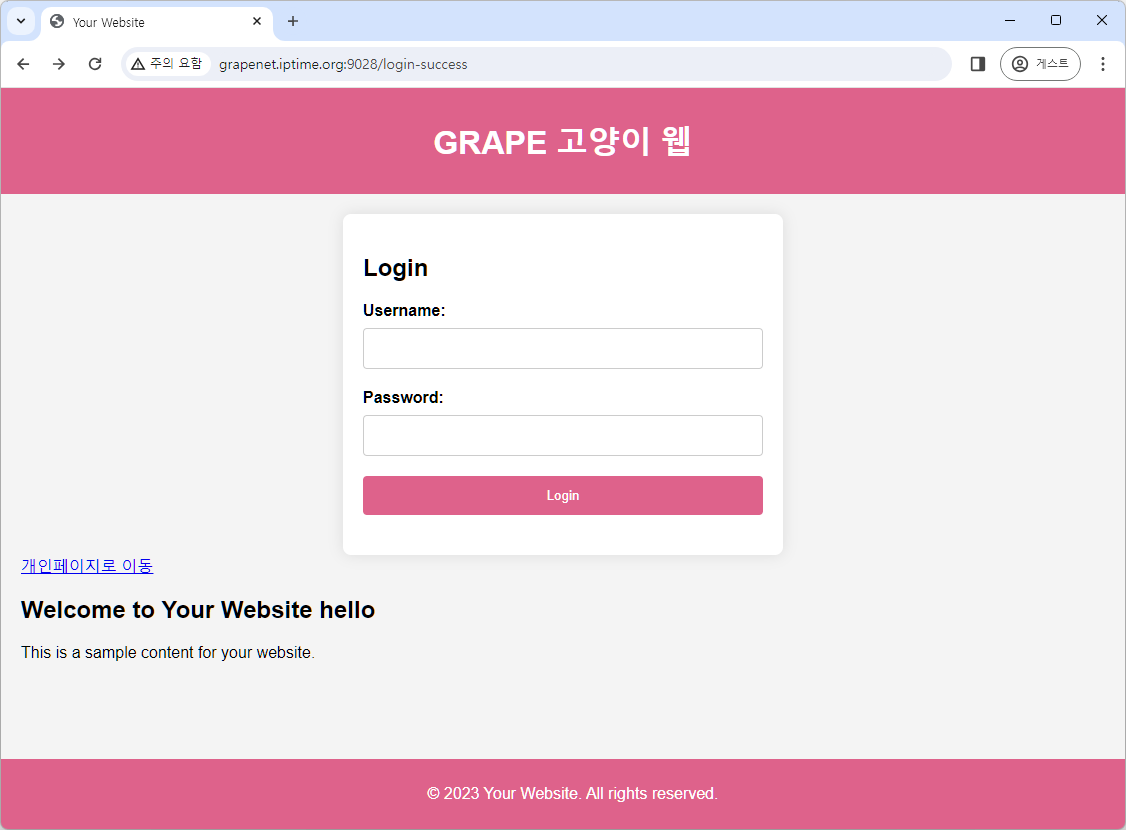 Your Website
주의 요함
grapenet.iptime.org:9028/login-success
게스트
GRAPE 고양이 웹
Login
Username:
Password:
Login
개인페이지로 이동
Welcome to Your Website hello
This is a sample content for your website.
© 2023 Your Website. All rights reserved.